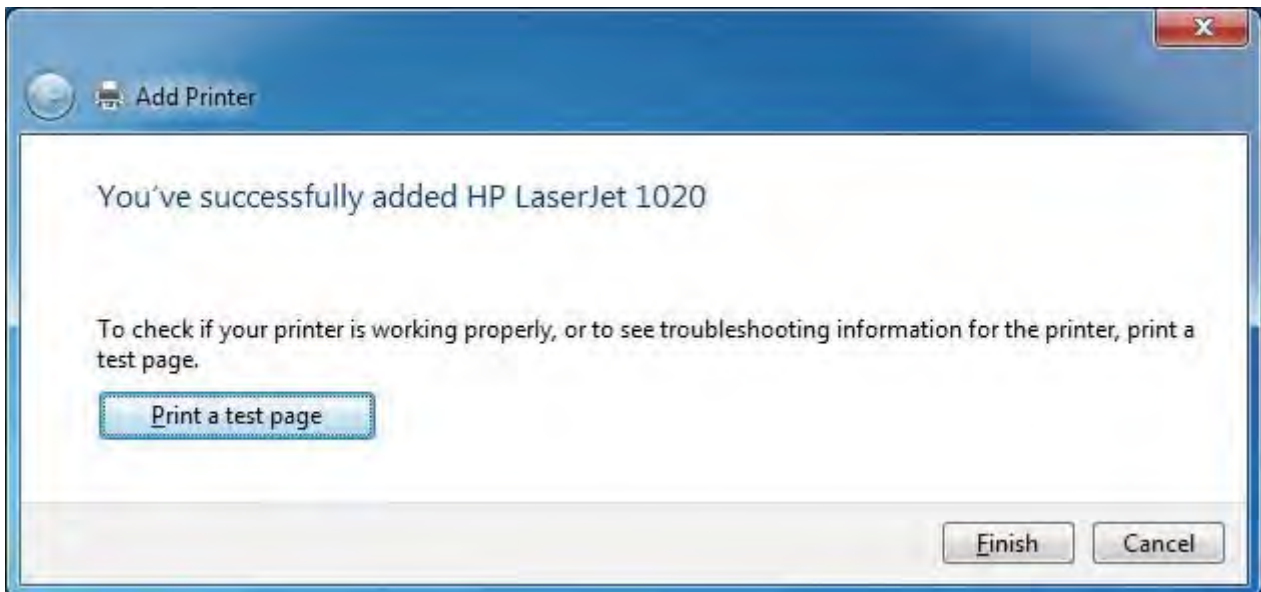 Add Printer
You've successfully added HP LaserJet 1020
To check if your printer is working properly, or to see troubleshooting information for the printer, print a
test page.
Print a test page
Finish Cancel